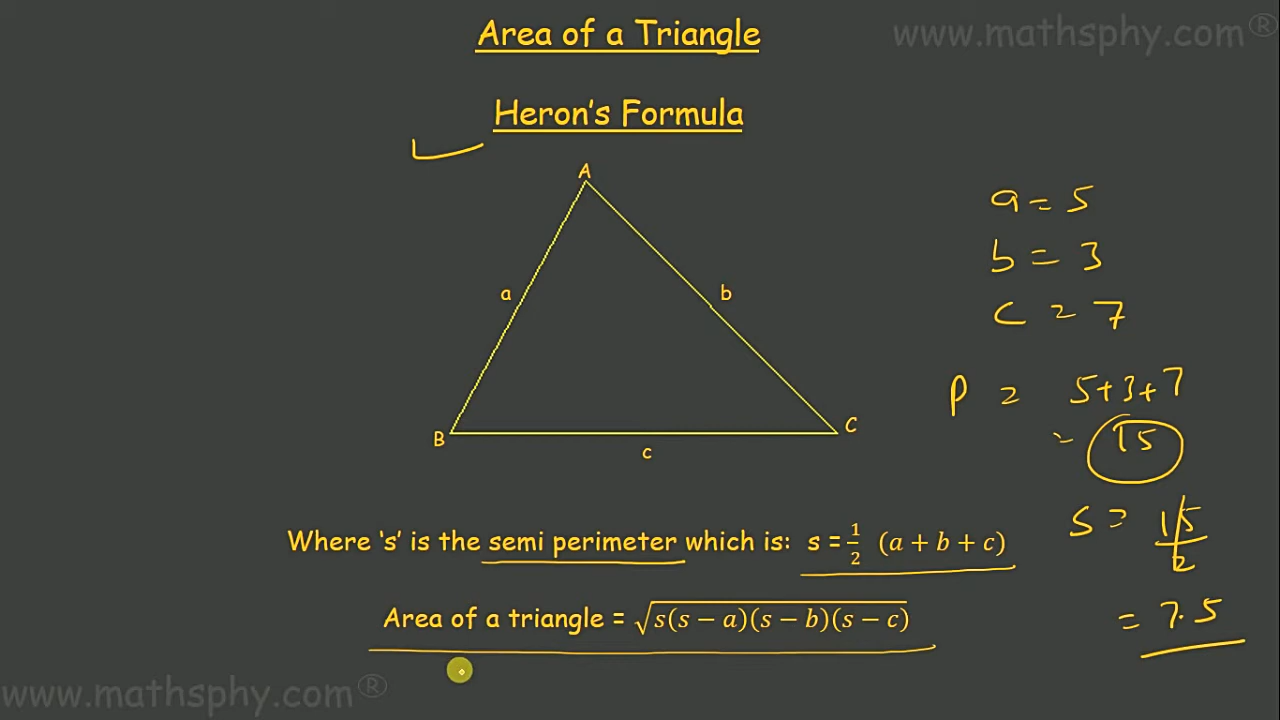 Area of a Triangle
www.mathsphy.com®
Heron's Formula
A
a
b
B
C
c
a = 5
b = 3
c = 7
P = 5+3+7
= 15
s = 15/2
= 7.5
Where 's' is the semi perimeter which is: s = 1/2 (a + b + c)
Area of a triangle = √s(s − a)(s − b)(s − c)
www.mathsphy.com®